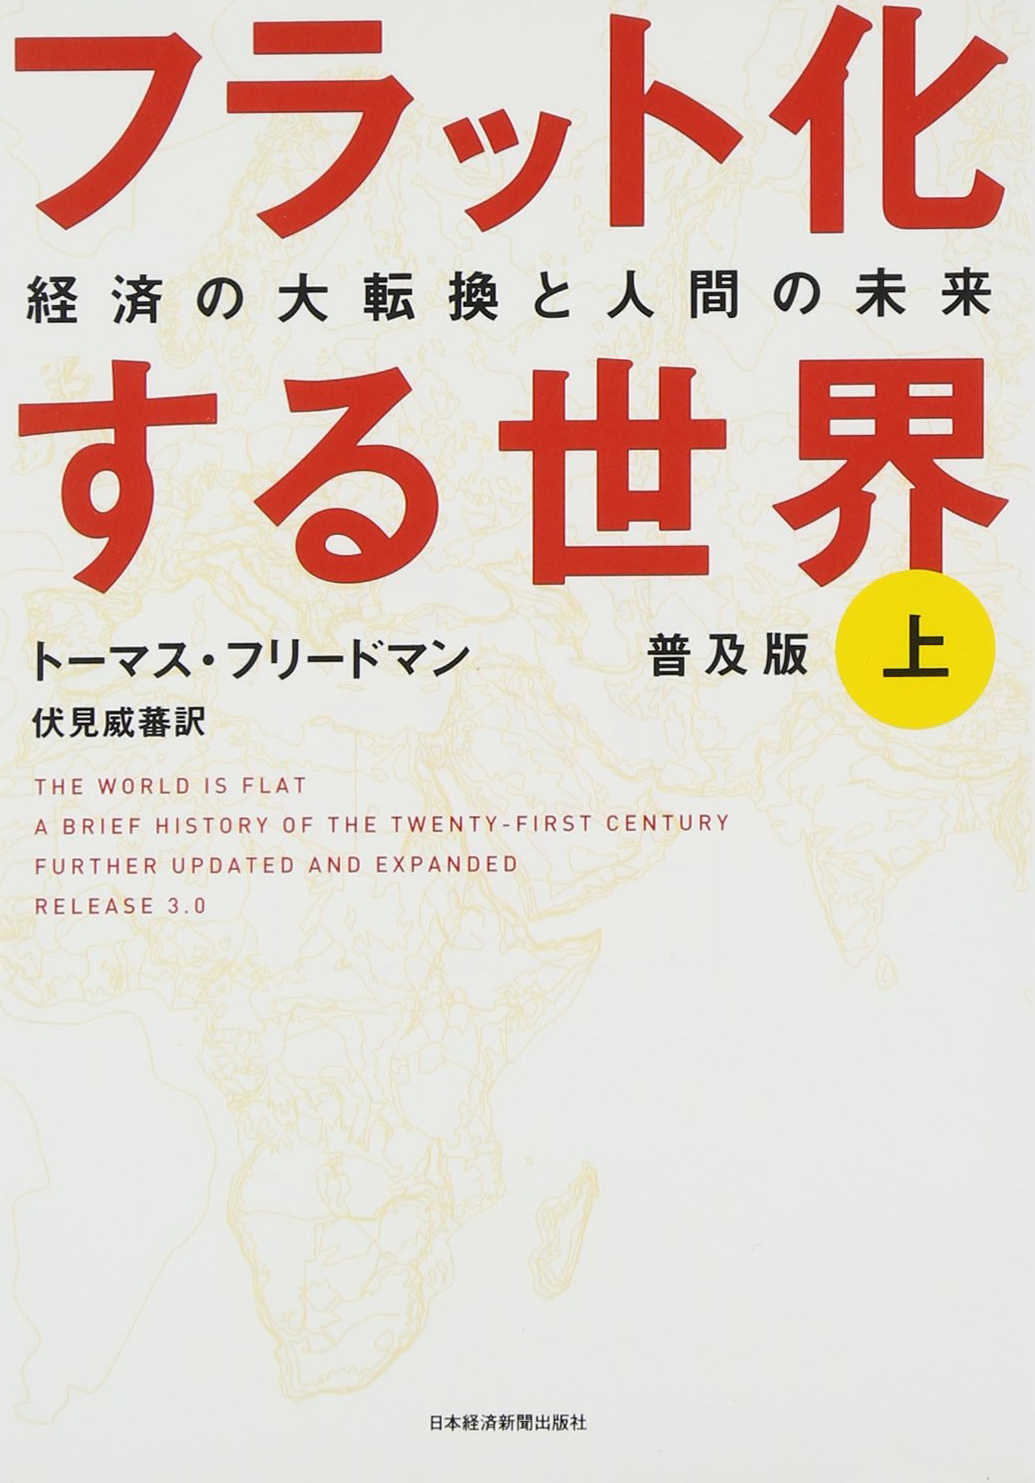 フラット化
経済の大転換と人間の未来
する世界
トーマス・フリードマン
普及版 上
伏見威蕃訳
THE WORLD IS FLAT
A BRIEF HISTORY OF THE TWENTY-FIRST CENTURY
FURTHER UPDATED AND EXPANDED
RELEASE 3.0
日本経済新聞出版社